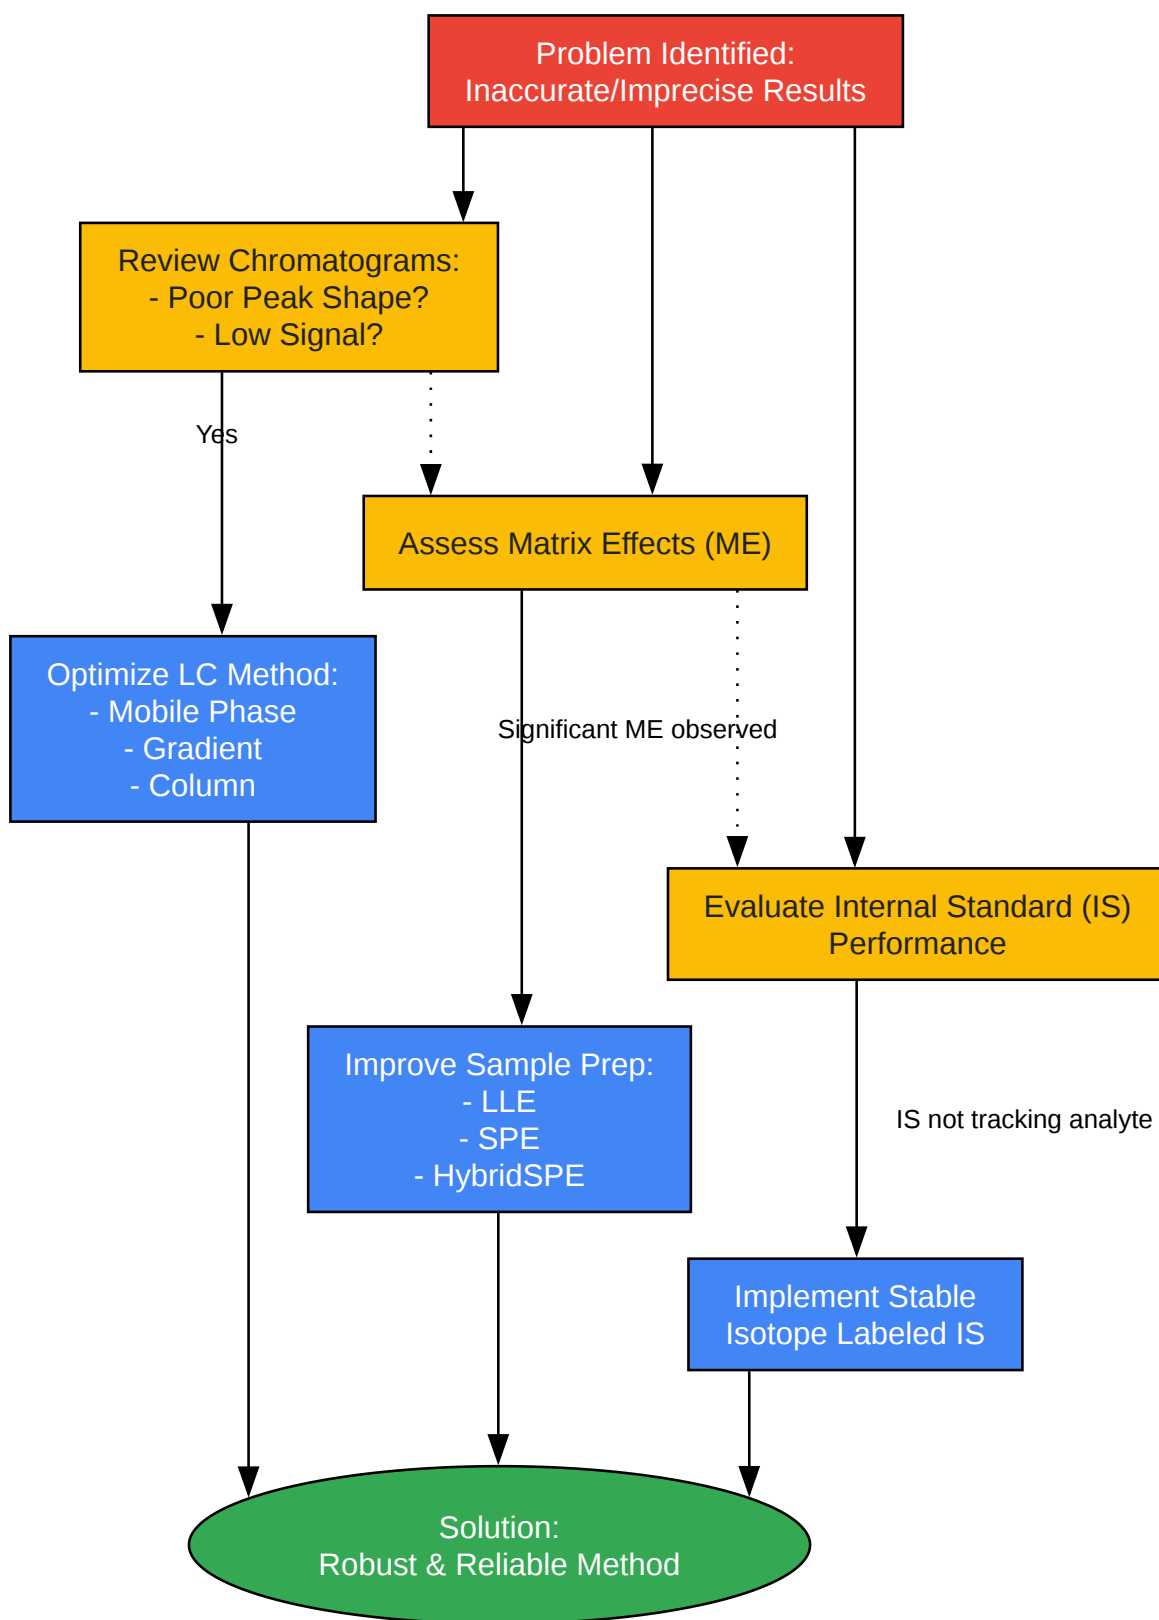 Problem Identified:
Inaccurate/Imprecise Results
Review Chromatograms:
- Poor Peak Shape?
- Low Signal?
Yes
Assess Matrix Effects (ME)
Optimize LC Method:
- Mobile Phase
- Gradient
- Column
Significant ME observed
Evaluate Internal Standard (IS)
Performance
Improve Sample Prep:
- LLE
- SPE
- HybridSPE
IS not tracking analyte
Implement Stable
Isotope Labeled IS
Solution:
Robust & Reliable Method